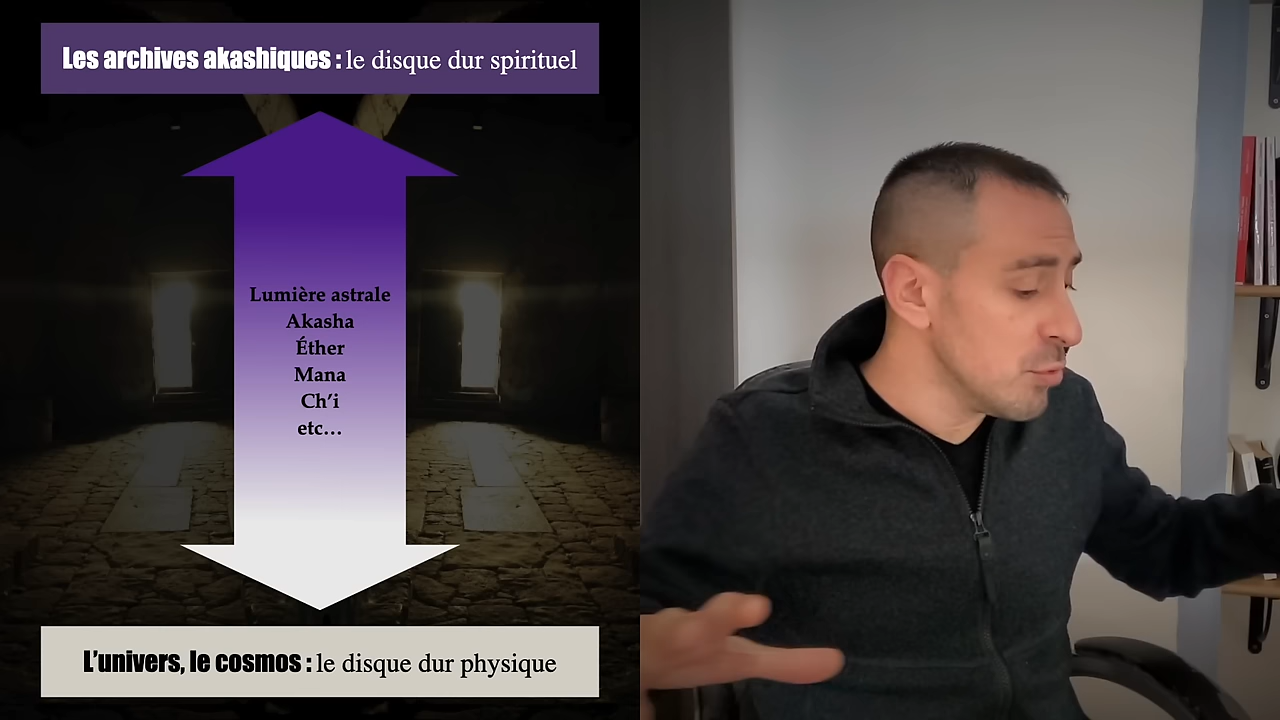 Les archives akashiques : le disque dur spirituel
Lumière astrale
Akasha
Éther
Mana
Ch’i
etc…
L’univers, le cosmos : le disque dur physique